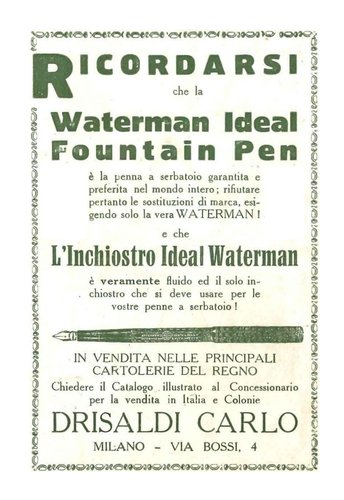 RICORDARSI
che la
Waterman Ideal
Fountain Pen
è la penna a serbatoio garantita e
preferita nel mondo intero; rifiutare
pertanto le sostituzioni di marca, esi-
gendo solo la vera WATERMAN!
e che
L'Inchiostro Ideal Waterman
è veramente fluido ed il solo in-
chiostro che si deve usare per le
vostre penne a serbatoio!
IN VENDITA NELLE PRINCIPALI
CARTOLERIE DEL REGNO
Chiedere il Catalogo illustrato al Concessionario
per la vendita in Italia e Colonie
DRISALDI CARLO
MILANO - VIA BOSSI, 4